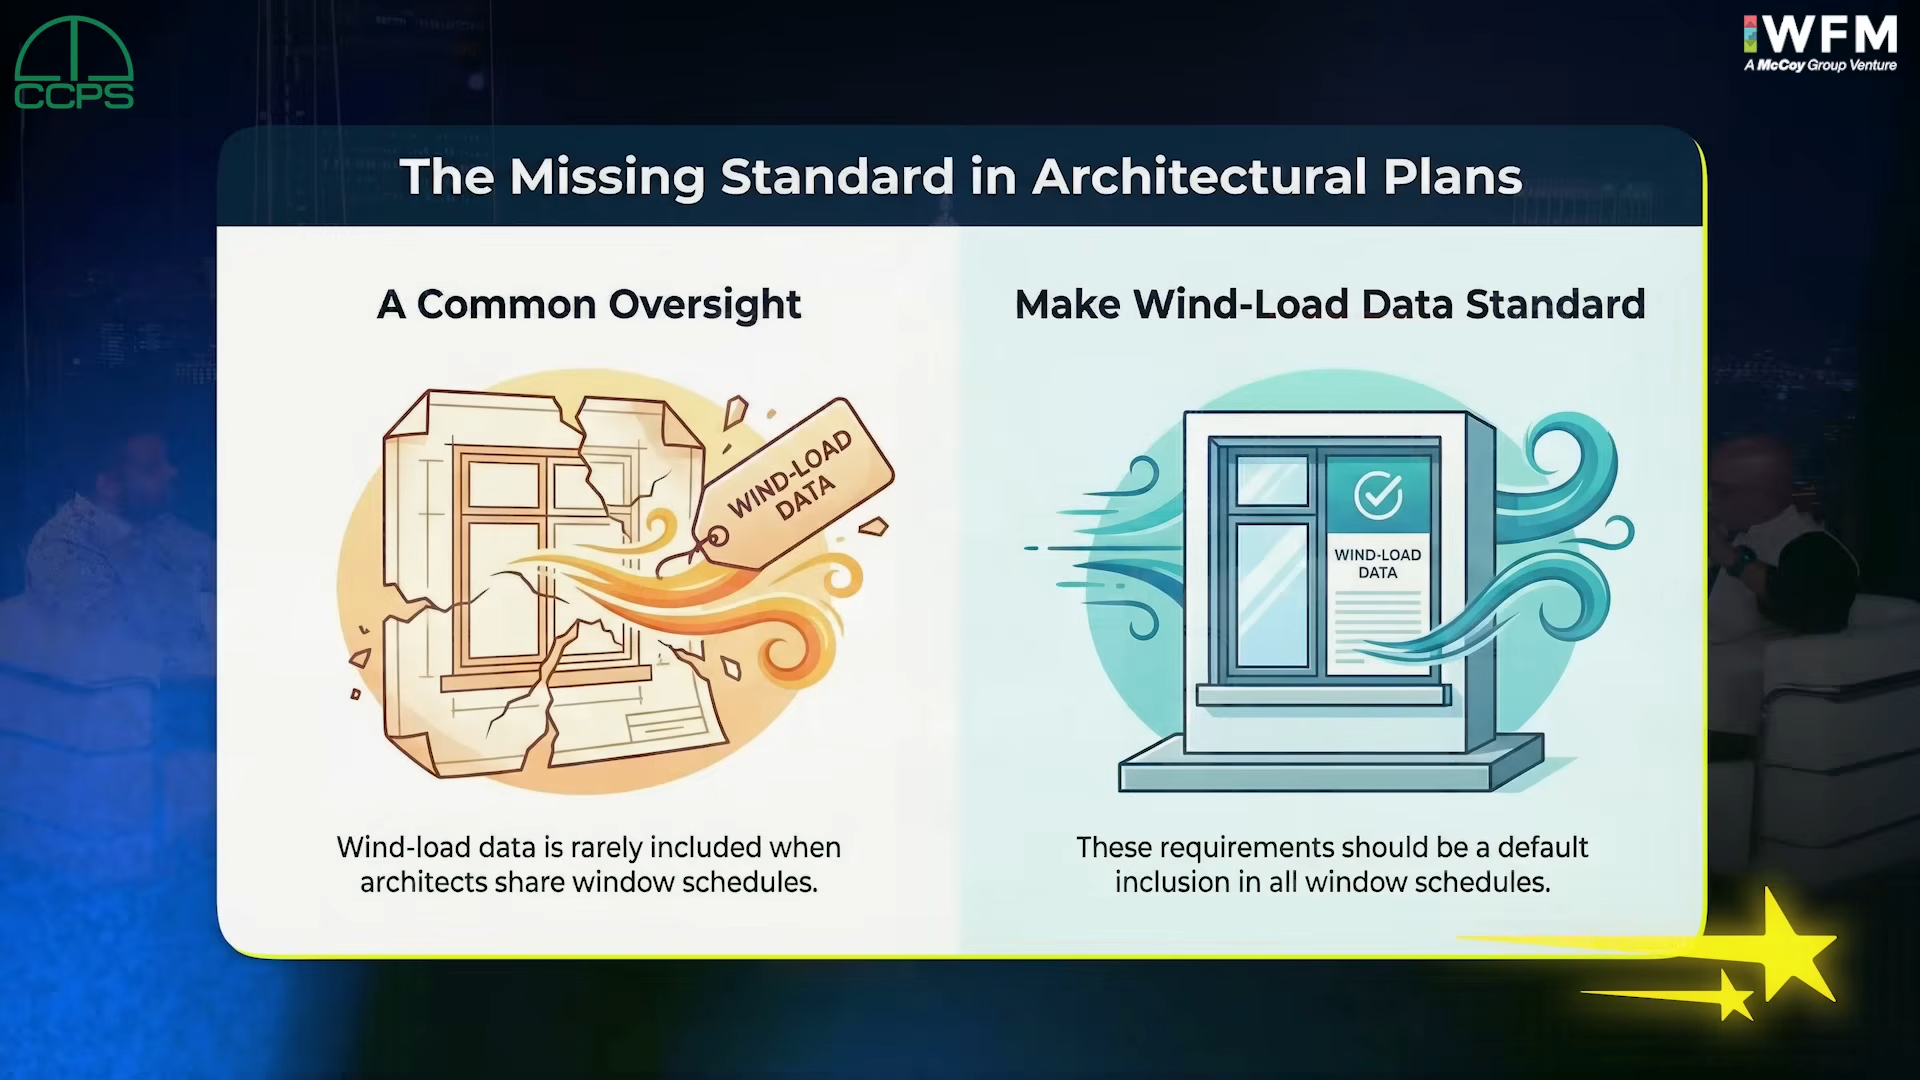 CCPS
WFM
A McCoy Group Venture
The Missing Standard in Architectural Plans
A Common Oversight
WIND-LOAD
DATA
Wind-load data is rarely included when
architects share window schedules.
Make Wind-Load Data Standard
WIND-LOAD
DATA
These requirements should be a default
inclusion in all window schedules.